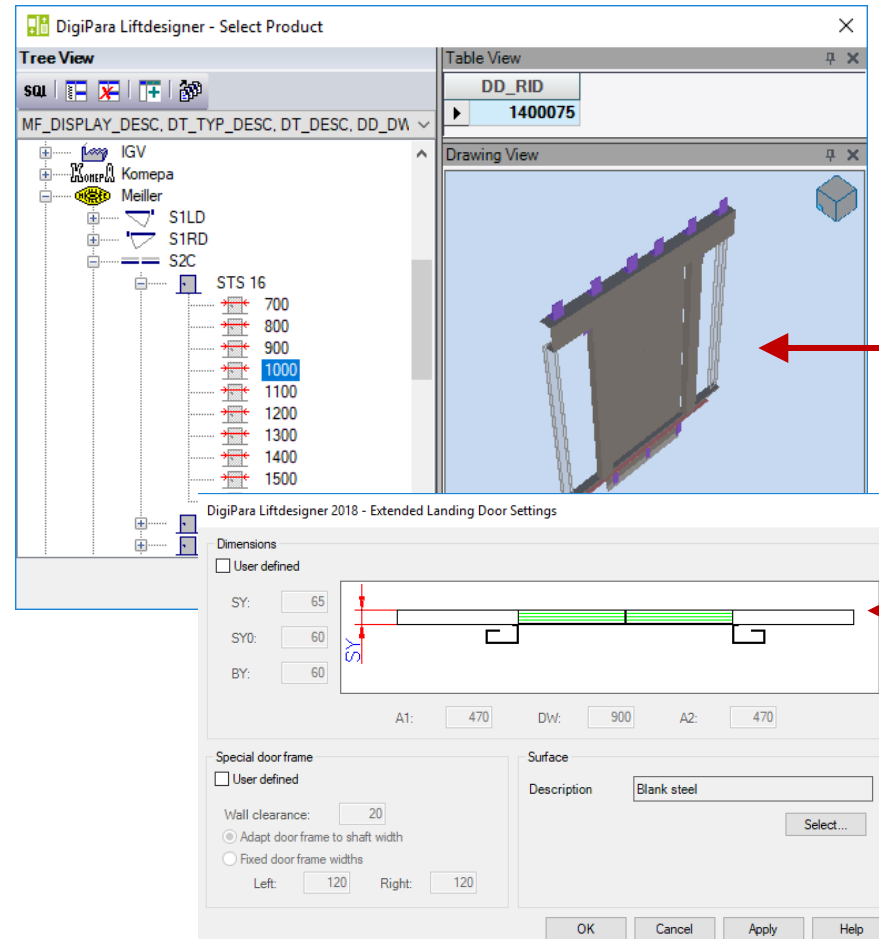 DigiPara Liftdesigner - Select Product
Tree View
SQL
MF_DISPLAY_DESC, DT_TYP_DESC, DT_DESC, DD_DW
IGV
Komepa
Meiller
S1LD
S1RD
S2C
STS 16
700
800
900
1000
1100
1200
1300
1400
1500
Table View
DD_RID
1400075
Drawing View
DigiPara Liftdesigner 2018 - Extended Landing Door Settings
Dimensions
User defined
SY: 65
SY0: 60
BY: 60
SY
A1: 470 DW: 900 A2: 470
Special door frame
User defined
Wall clearance: 20
Adapt door frame to shaft width
Fixed door frame widths
Left: 120 Right: 120
Surface
Description Blank steel
Select...
OK Cancel Apply Help